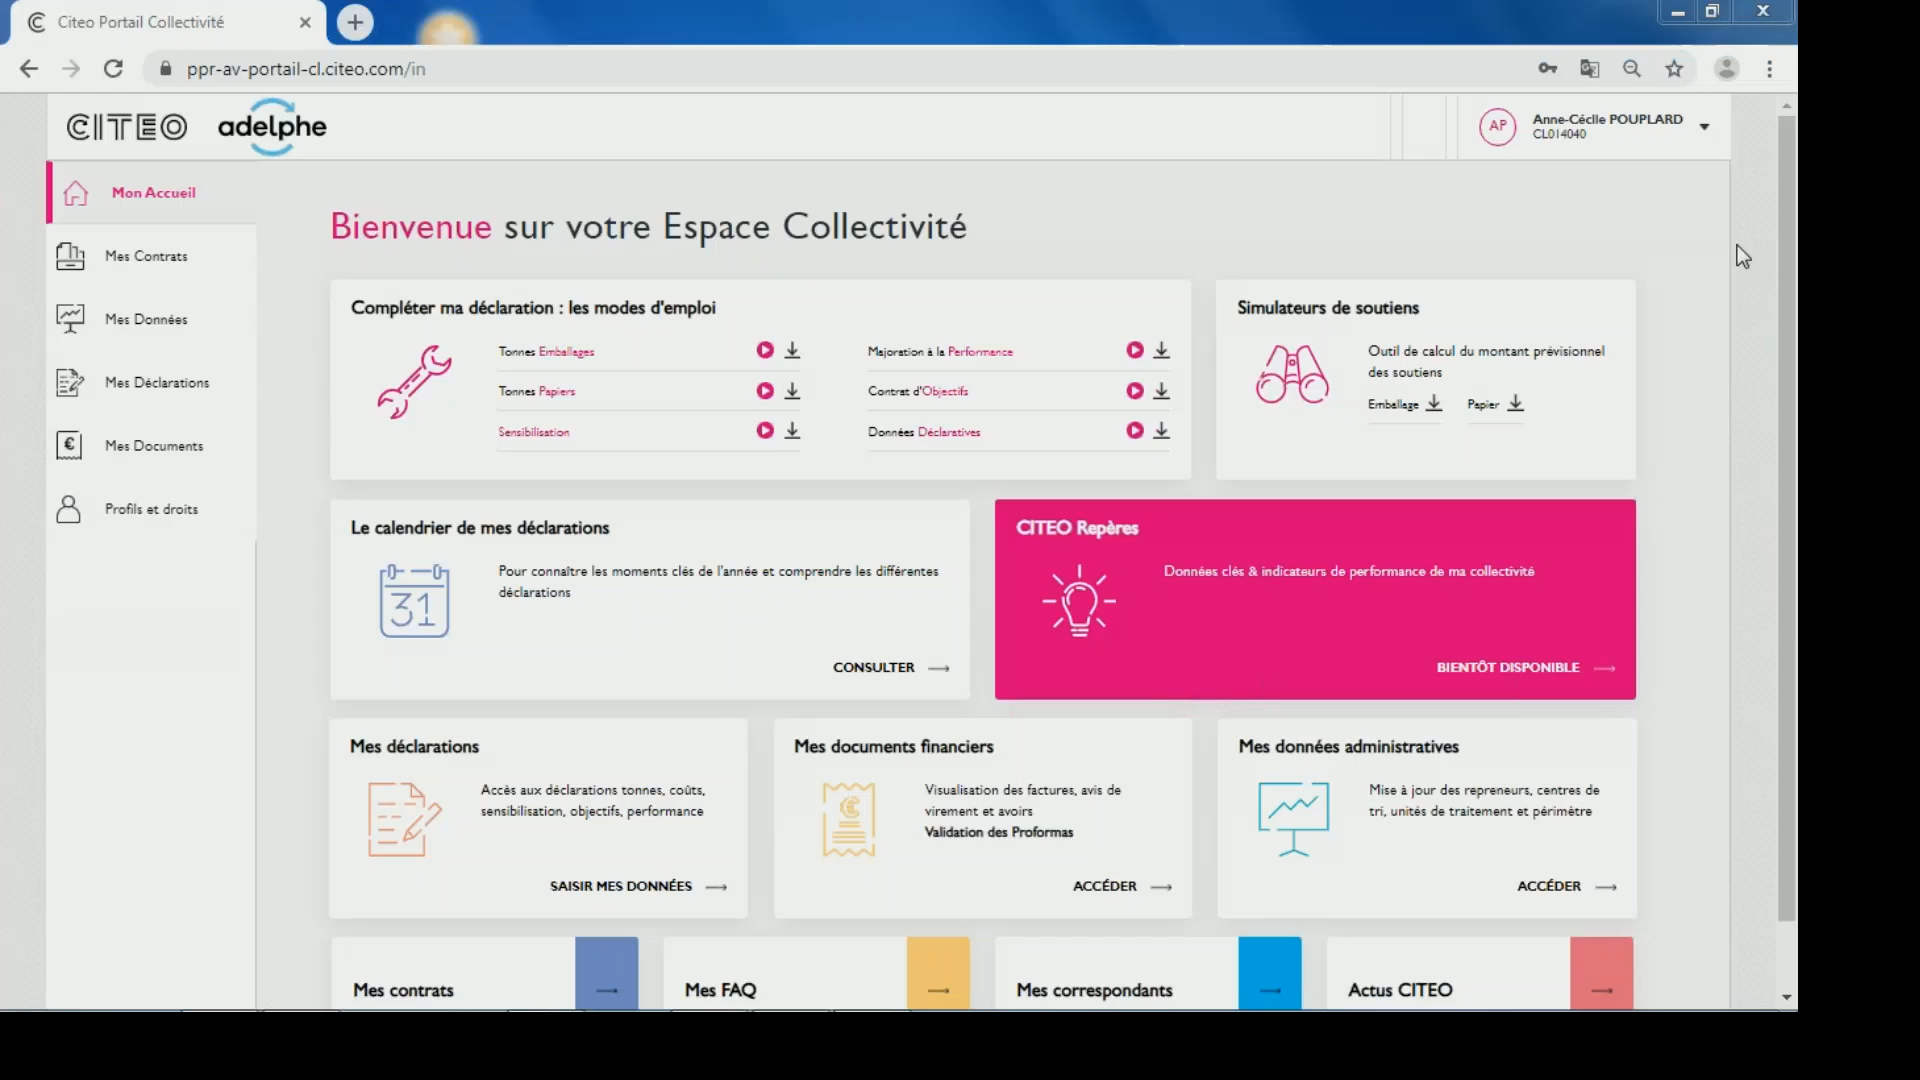 Citeo Portail Collectivité
ppr-av-portail-cl.citeo.com/in
CITEO
adelphe
AP
Anne-Cécile POUPLARD
CL014040
Mon Accueil
Mes Contrats
Mes Données
Mes Déclarations
Mes Documents
Profils et droits
Bienvenue sur votre Espace Collectivité
Compléter ma déclaration : les modes d'emploi
Tonnes Emballages
Tonnes Papiers
Sensibilisation
Majoration à la Performance
Contrat d'Objectifs
Données Déclaratives
Simulateurs de soutiens
Outil de calcul du montant prévisionnel
des soutiens
Emballage
Papier
Le calendrier de mes déclarations
31
Pour connaître les moments clés de l'année et comprendre les différentes
déclarations
CONSULTER
CITEO Repères
Données clés & indicateurs de performance de ma collectivité
BIENTÔT DISPONIBLE
Mes déclarations
Accès aux déclarations tonnes, coûts,
sensibilisation, objectifs, performance
SAISIR MES DONNÉES
Mes documents financiers
Visualisation des factures, avis de
virement et avoirs
Validation des Proformas
ACCÉDER
Mes données administratives
Mise à jour des repreneurs, centres de
tri, unités de traitement et périmètre
ACCÉDER
Mes contrats
Mes FAQ
Mes correspondants
Actus CITEO